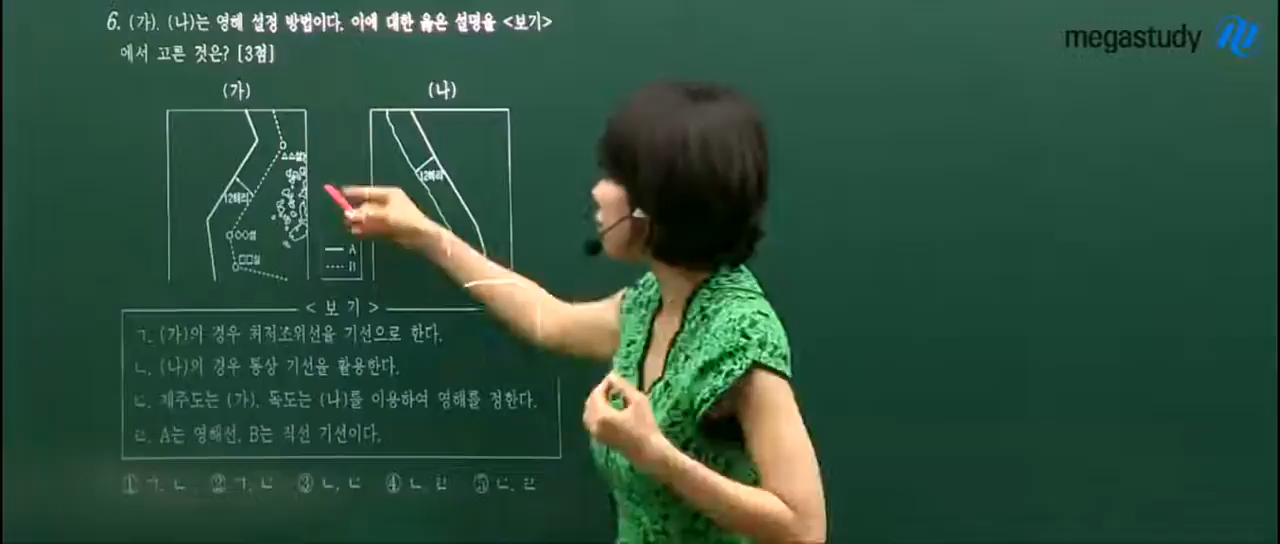 megastudy
6. (가). (나)는 영해 설정 방법이다. 이에 대한 옳은 설명을 <보기>
에서 고른 것은? [3점]
(가) (나)
△△섬
12해리 12해리
○○섬
□□섬
A
B
< 보 기 >
ㄱ. (가)의 경우 최저조위선을 기선으로 한다.
ㄴ. (나)의 경우 통상 기선을 활용한다.
ㄷ. 제주도는 (가). 독도는 (나)를 이용하여 영해를 정한다.
ㄹ. A는 영해선, B는 직선 기선이다.
① ㄱ. ㄴ ② ㄱ. ㄷ ③ ㄴ. ㄷ ④ ㄴ. ㄹ ⑤ ㄷ. ㄹ